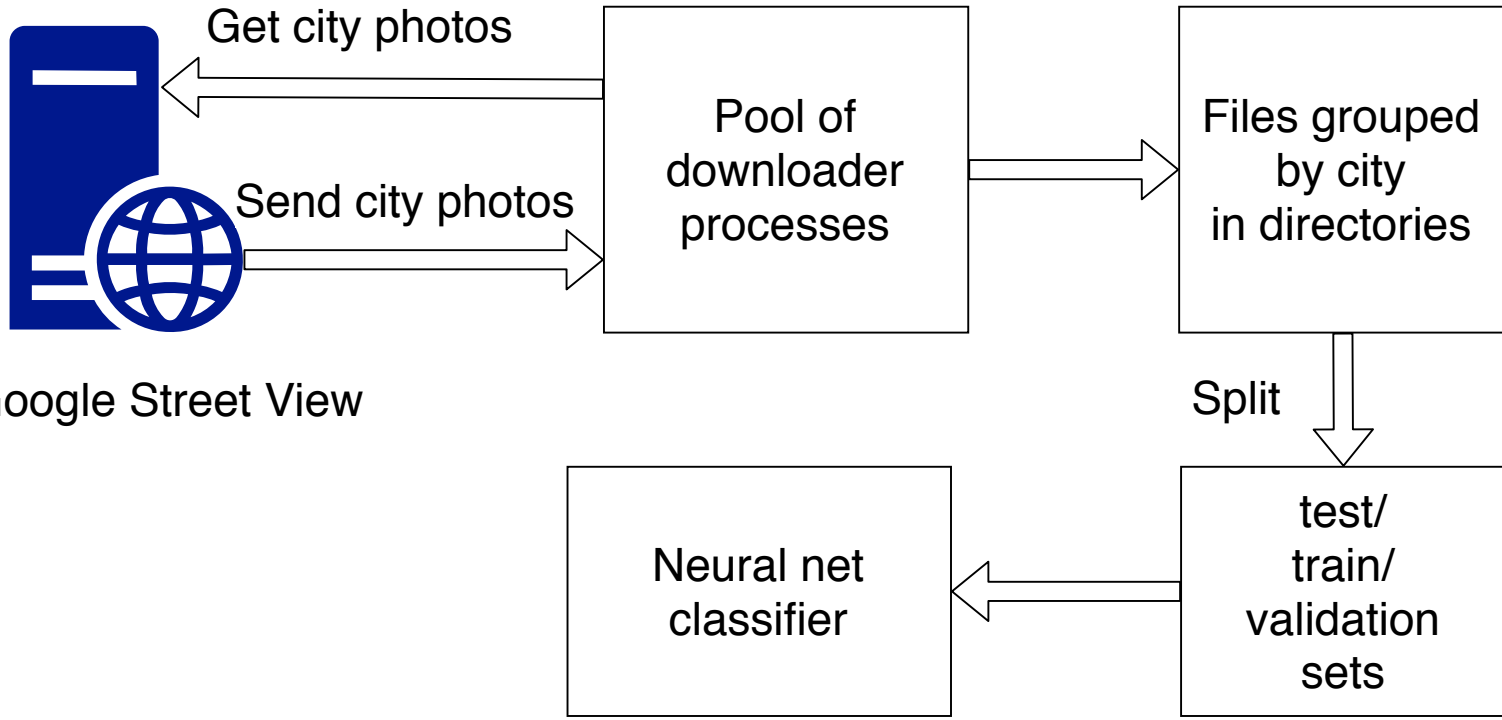 Get city photos
Send city photos
Google Street View
Pool of
downloader
processes
Files grouped
by city
in directories
Split
test/
train/
validation
sets
Neural net
classifier